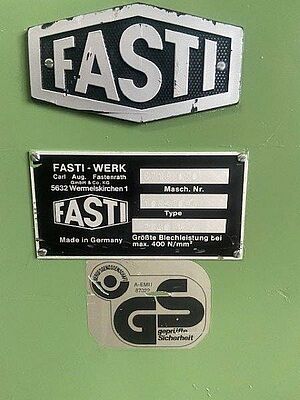 FASTI
FASTI - WERK
Carl Aug. Fastenrath
GmbH & Co. KG
5632 Wermelskirchen 1
Masch. Nr.
FASTI
Type
Made in Germany
Größte Blechleistung bei
max. 400 N/mm²
GS
geprüfte
Sicherheit